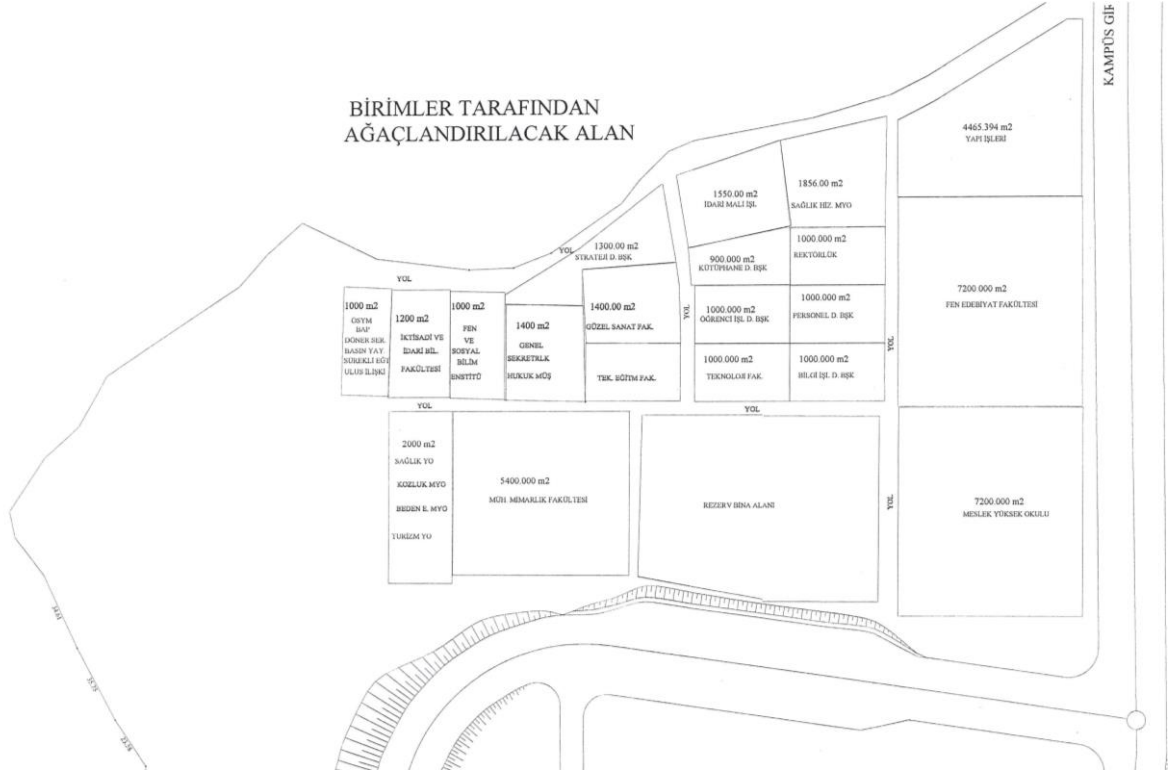 KAMPÜS GİR
BİRİMLER TARAFINDAN
AĞAÇLANDIRILACAK ALAN
4465.394 m2
YAPI İŞLERİ
1550.00 m2
İDARİ MALİ İŞL
1856.00 m2
SAĞLIK HİZ. MYO
1300.00 m2
STRATEJİ D. BŞK
YOL
900.000 m2
KÜTÜPHANE D. BŞK
1000.000 m2
REKTÖRLÜK
YOL
7200.000 m2
FEN EDEBİYAT FAKÜLTESİ
1000 m2
ÖSYM
BAP
DÖNER SER.
BASIN YAY.
SÜREKLİ EĞT
ULUS İLİŞKİ
1200 m2
İKTİSADİ VE
İDARİ BİL.
FAKÜLTESİ
1000 m2
FEN
VE
SOSYAL
BİLİM
ENSTİTÜ
1400 m2
GENEL
SEKRETRLK
HUKUK MÜŞ
1400.00 m2
GÜZEL SANAT FAK.
TEK. EĞİTM FAK.
YOL
1000.000 m2
ÖĞRENCİ İŞL D. BŞK
1000.000 m2
PERSONEL D. BŞK
1000.000 m2
TEKNOLOJİ FAK.
1000.000 m2
BİLGİ İŞL D. BŞK
YOL
YOL
YOL
2000 m2
SAĞLIK YO
KOZLUK MYO
BEDEN E. MYO
TURİZM YO
5400.000 m2
MÜH. MİMARLIK FAKÜLTESİ
REZERV BİNA ALANI
YOL
7200.000 m2
MESLEK YÜKSEK OKULU